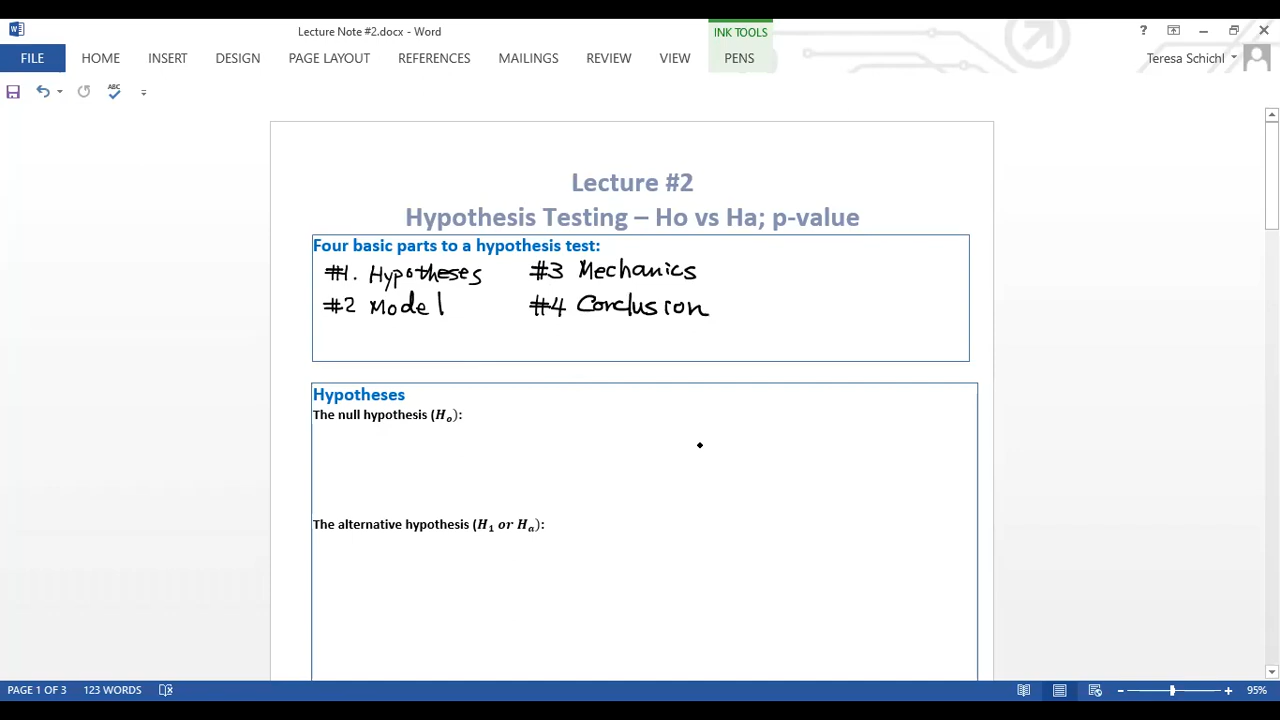 Lecture Note #2.docx - Word
INK TOOLS
FILE HOME INSERT DESIGN PAGE LAYOUT REFERENCES MAILINGS REVIEW VIEW PENS Teresa Schichl
ABC
Lecture #2
Hypothesis Testing – Ho vs Ha; p-value
Four basic parts to a hypothesis test:
#1. Hypotheses #3 Mechanics
#2 Model #4 Conclusion
Hypotheses
The null hypothesis (H₀):
The alternative hypothesis (H₁ or Hₐ):
PAGE 1 OF 3 123 WORDS 95%